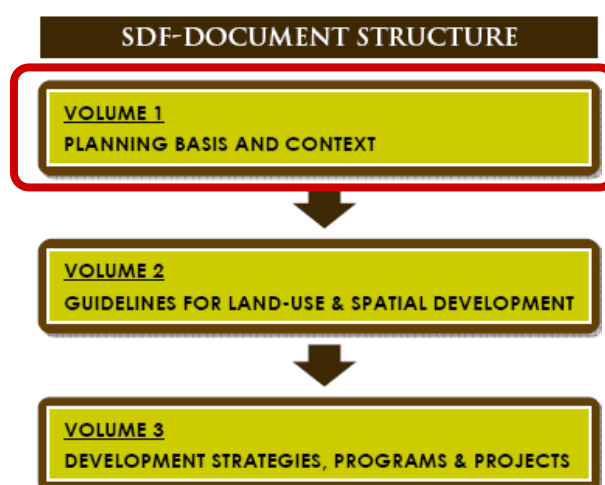 SDF-DOCUMENT STRUCTURE
VOLUME 1
PLANNING BASIS AND CONTEXT
VOLUME 2
GUIDELINES FOR LAND-USE & SPATIAL DEVELOPMENT
VOLUME 3
DEVELOPMENT STRATEGIES, PROGRAMS & PROJECTS